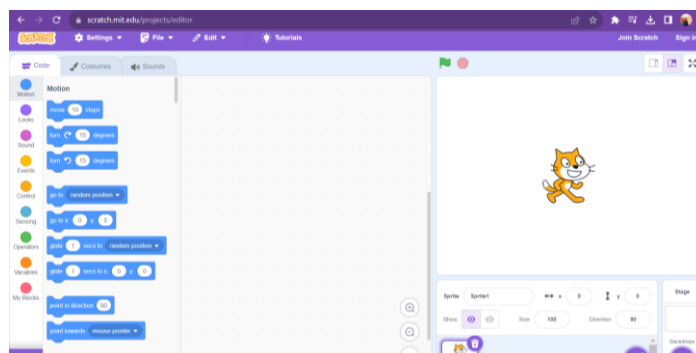 scratch.mit.edu/projects/editor
SCRATCH Settings File Edit Tutorials Join Scratch Sign in
Code Costumes Sounds
Motion
Looks
Sound
Events
Control
Sensing
Operators
Variables
My Blocks
Motion
move 10 steps
turn 15 degrees
turn 15 degrees
go to random position
go to x: 0 y: 0
glide 1 secs to random position
glide 1 secs to x: 0 y: 0
point in direction 90
point towards mouse-pointer
Sprite Sprite1 x 0 y 0
Show Size 100 Direction 90
Stage
Backdrops